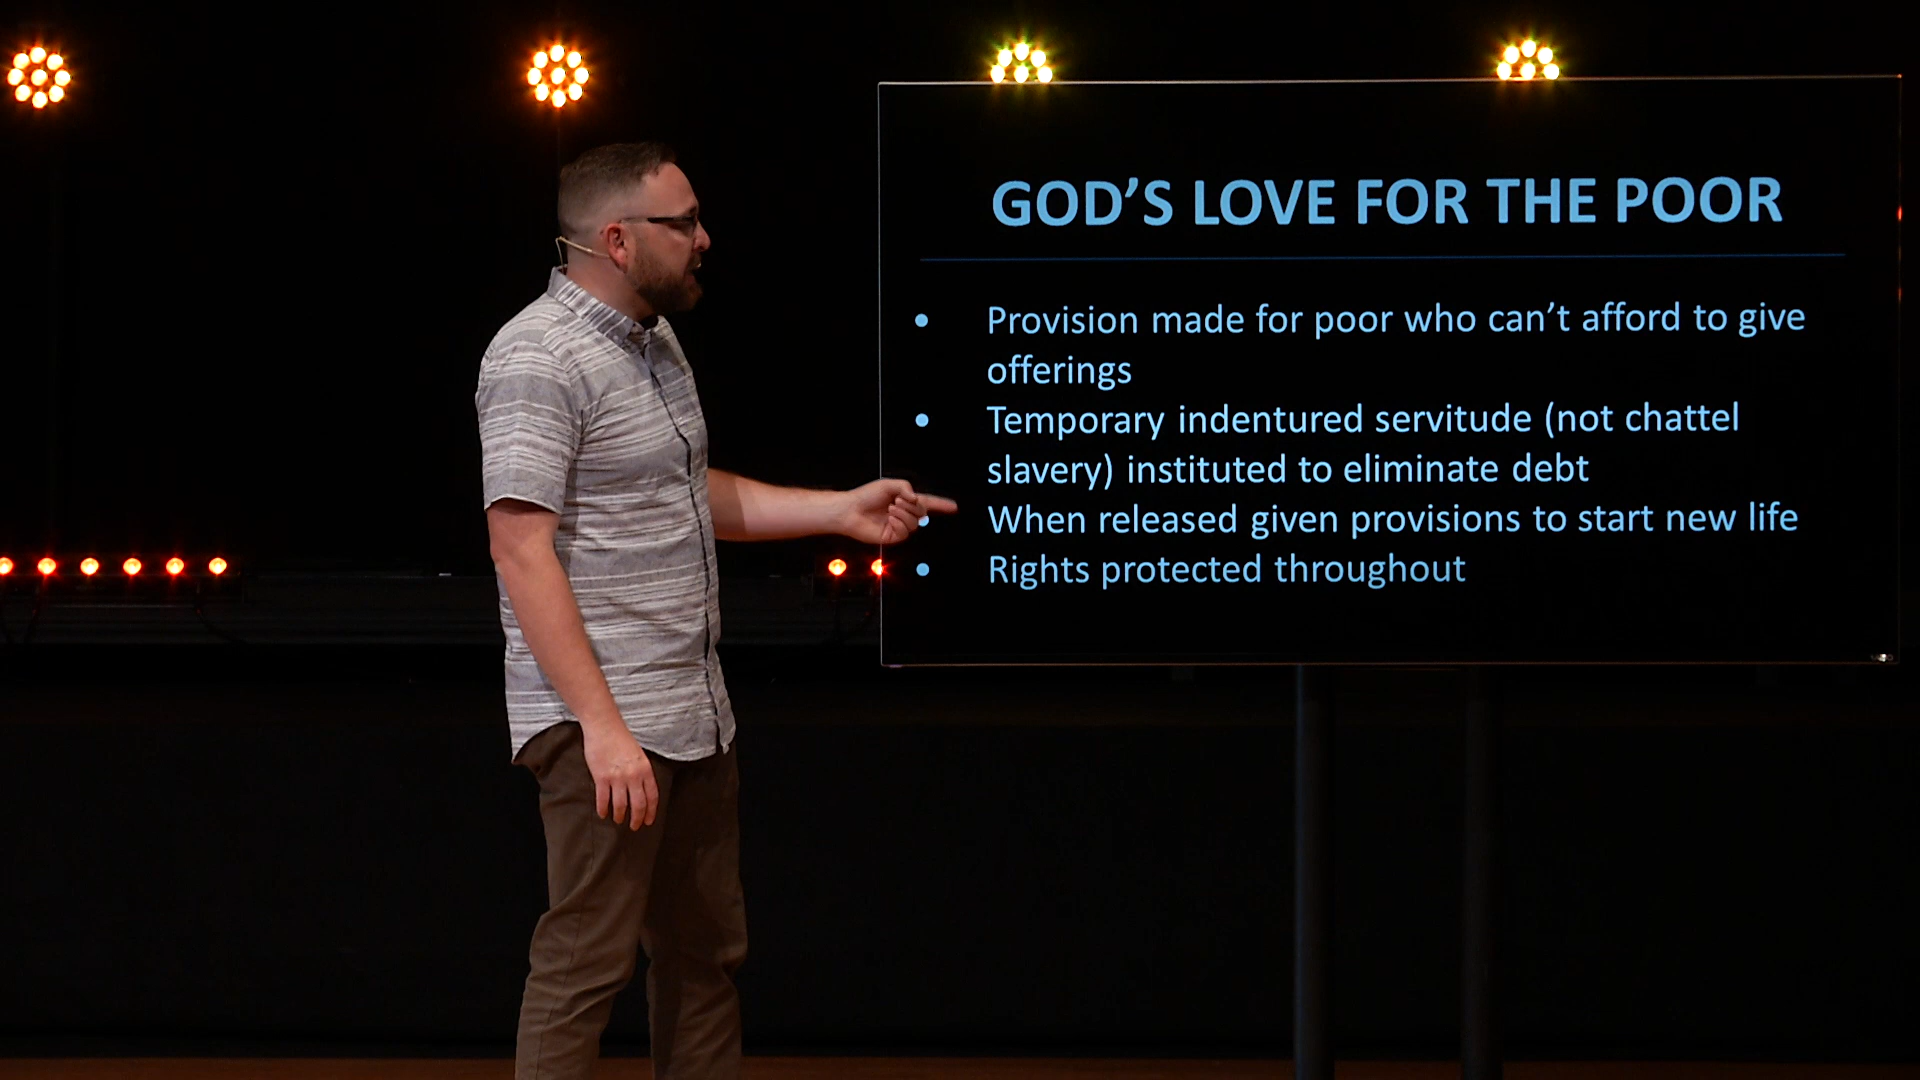 GOD’S LOVE FOR THE POOR
• Provision made for poor who can’t afford to give
offerings
• Temporary indentured servitude (not chattel
slavery) instituted to eliminate debt
• When released given provisions to start new life
• Rights protected throughout